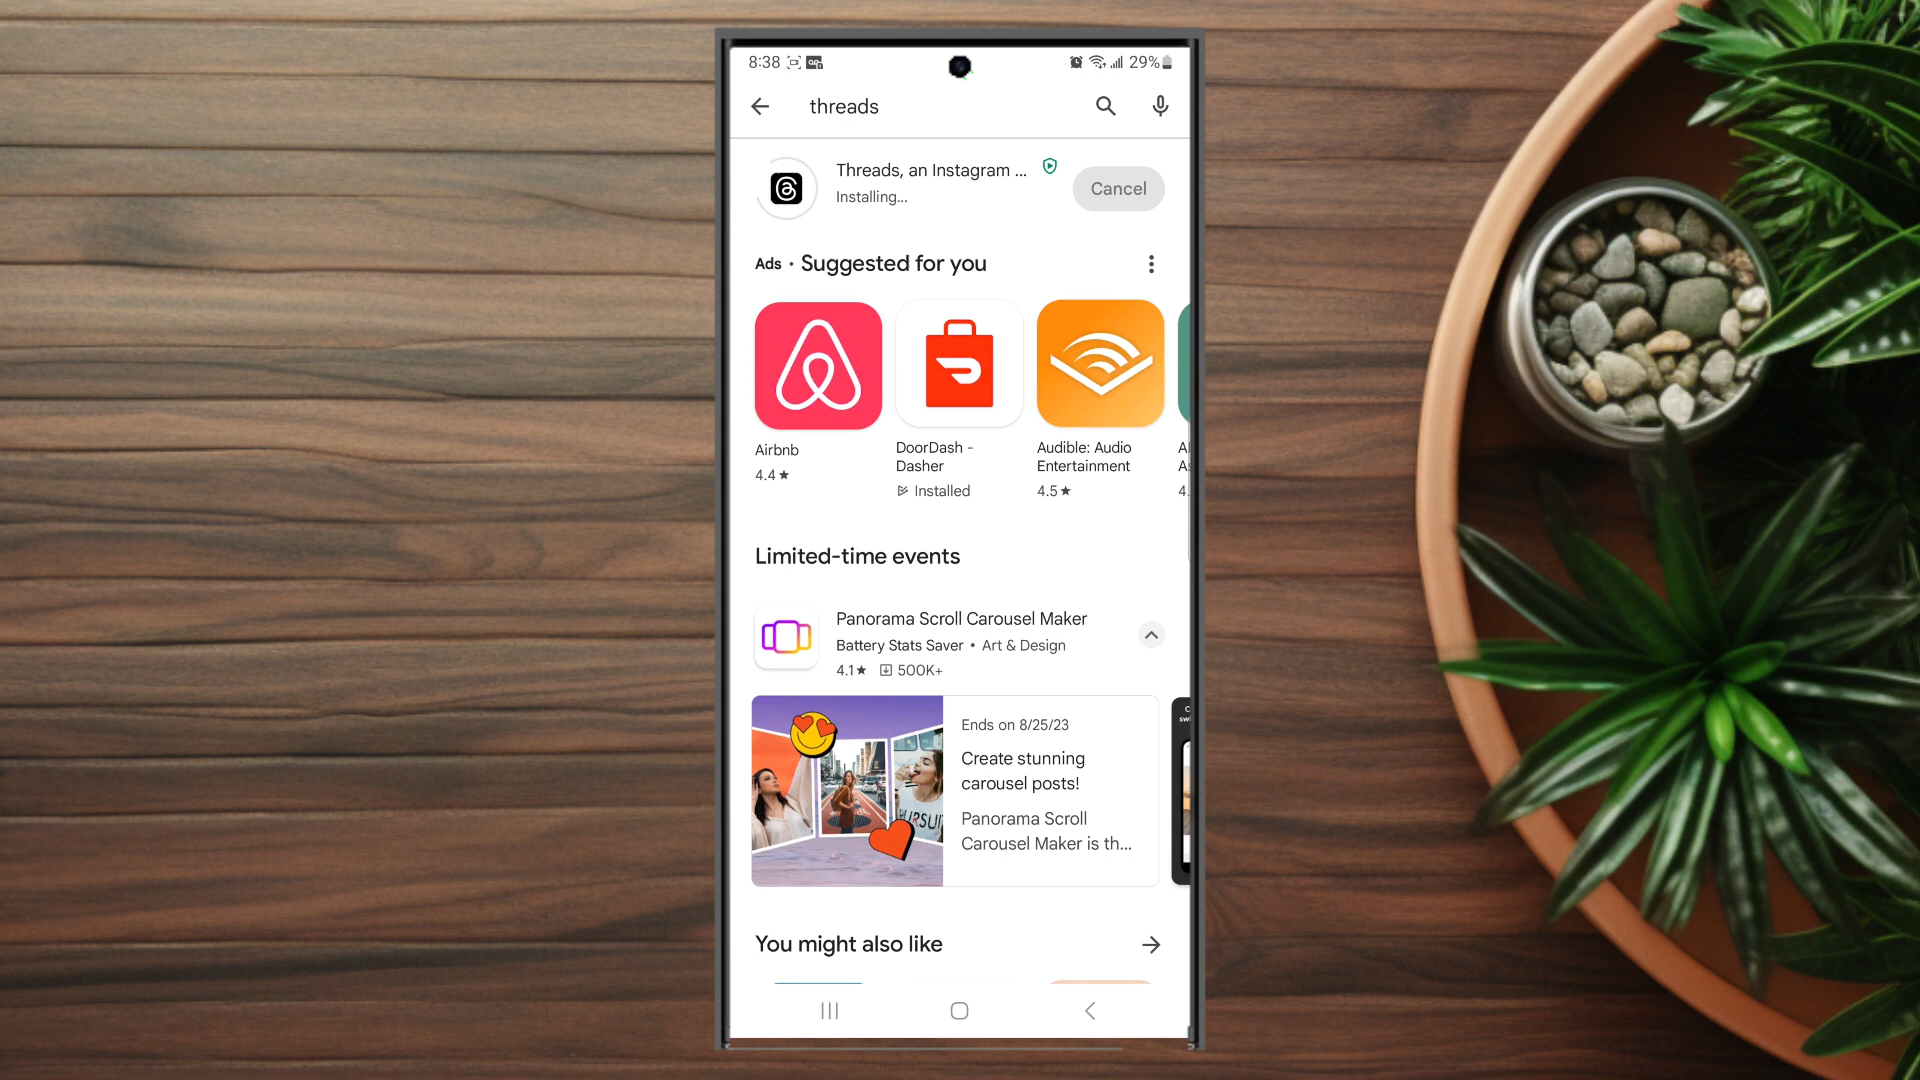 8:38 29%
threads
Threads, an Instagram ...
Installing...
Cancel
Ads • Suggested for you
Airbnb
4.4★
DoorDash -
Dasher
Installed
Audible: Audio
Entertainment
4.5★
4.
Limited-time events
Panorama Scroll Carousel Maker
Battery Stats Saver • Art & Design
4.1★ 500K+
Ends on 8/25/23
Create stunning
carousel posts!
Panorama Scroll
Carousel Maker is th...
URSUI
You might also like